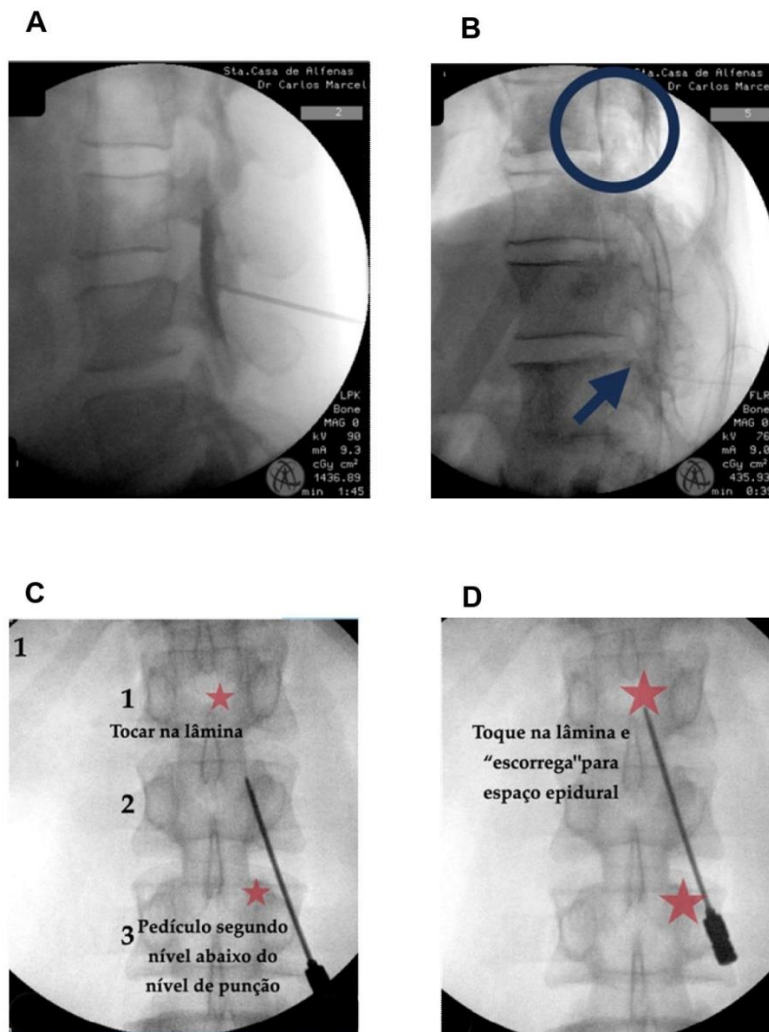 A
Sta.Casa de Alfenas
Dr Carlos Marcel
2
LPK
Bone
MAG 0
kV 90
mA 9.3
cGy cm²
1436.89
min 1:45
B
Sta.Casa de Alfenas
Dr Carlos Marcel
5
FLR
Bone
MAG 0
kV 76
mA 9.0
cGy cm²
435.93
min 0:39
C
1
1
Tocar na lâmina
2
3
Pedículo segundo
nível abaixo do
nível de punção
D
Toque na lâmina e
“escorrega"para
espaço epidural